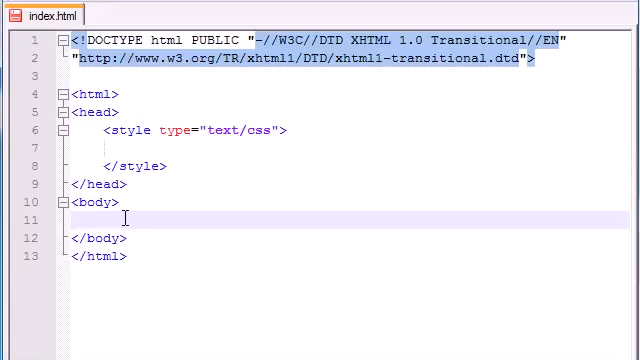 index.html
1 <!DOCTYPE html PUBLIC "-//W3C//DTD XHTML 1.0 Transitional//EN"
2 "http://www.w3.org/TR/xhtml1/DTD/xhtml1-transitional.dtd">
3
4 <html>
5 <head>
6 <style type="text/css">
7
8 </style>
9 </head>
10 <body>
11
12 </body>
13 </html>